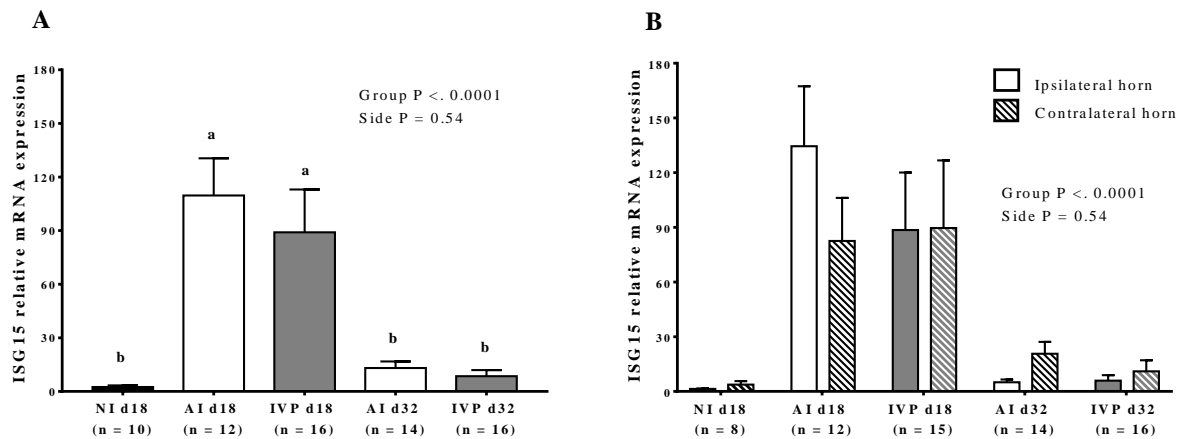 A
ISG15 relative mRNA expression
180
150
120
90
60
30
0
Group P <. 0001
Side P = 0.54
b
a
a
b
b
NI d18
(n = 10)
AI d18
(n = 12)
IVP d18
(n = 16)
AI d32
(n = 14)
IVP d32
(n = 16)
B
ISG15 relative mRNA expression
180
150
120
90
60
30
0
Ipsilateral horn
Contralateral horn
Group P <. 0001
Side P = 0.54
NI d18
(n = 8)
AI d18
(n = 12)
IVP d18
(n = 15)
AI d32
(n = 14)
IVP d32
(n = 16)